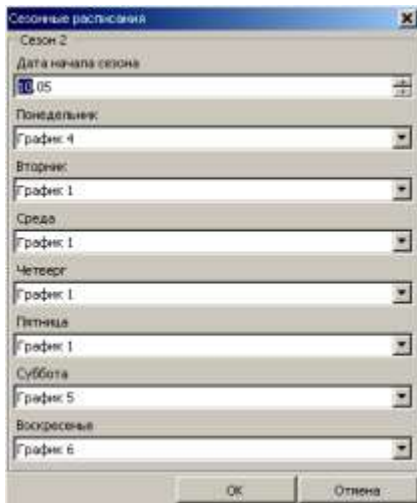 Сезонные расписания
Сезон 2
Дата начала сезона
10.05
Понедельник
График 4
Вторник
График 1
Среда
График 1
Четверг
График 1
Пятница
График 1
Суббота
График 5
Воскресенье
График 6
ОК
Отмена